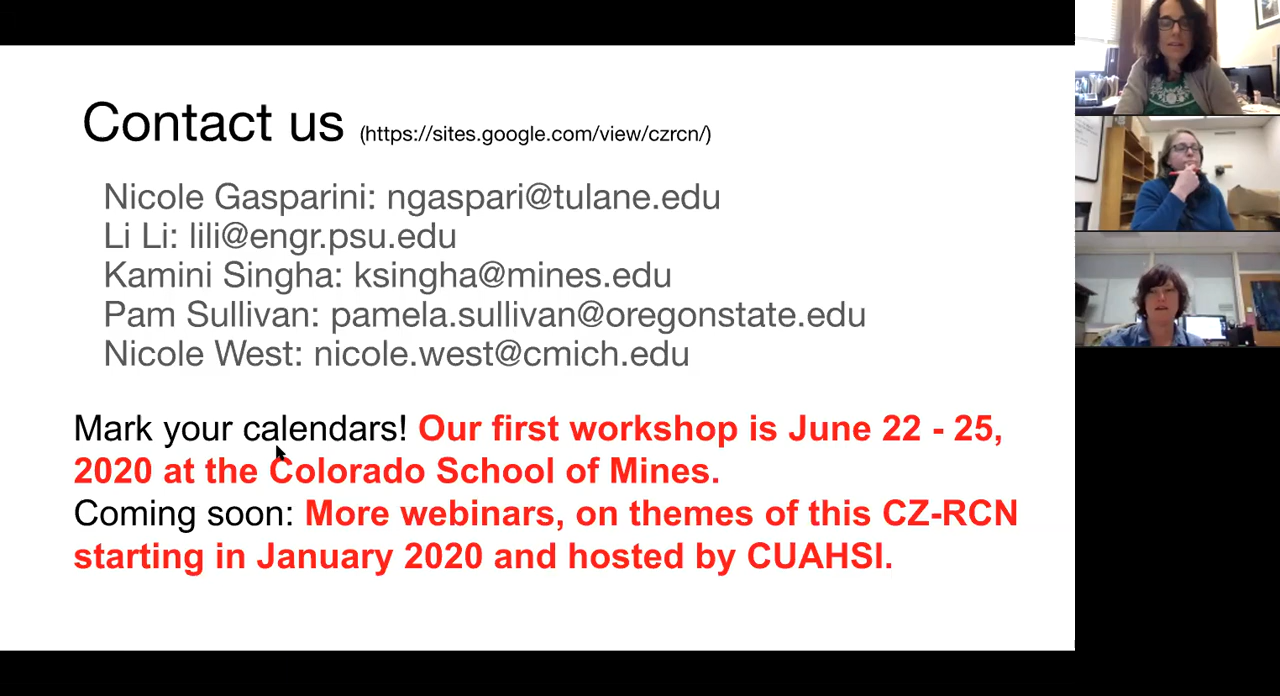 Contact us (https://sites.google.com/view/czrcn/)
Nicole Gasparini: ngaspari@tulane.edu
Li Li: lili@engr.psu.edu
Kamini Singha: ksingha@mines.edu
Pam Sullivan: pamela.sullivan@oregonstate.edu
Nicole West: nicole.west@cmich.edu
Mark your calendars! Our first workshop is June 22 - 25,
2020 at the Colorado School of Mines.
Coming soon: More webinars, on themes of this CZ-RCN
starting in January 2020 and hosted by CUAHSI.